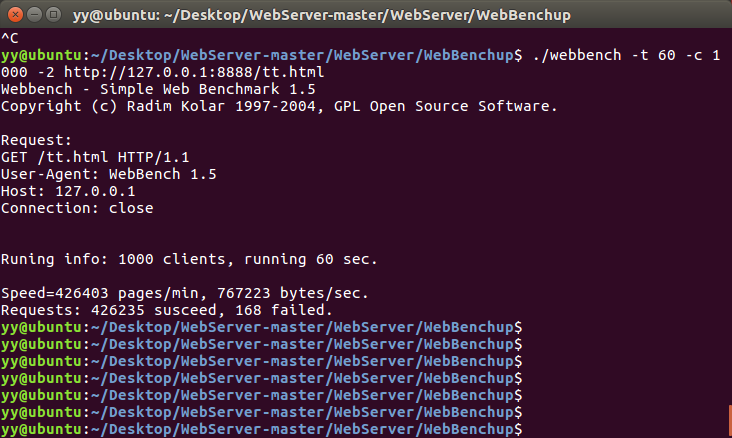 yy@ubuntu: ~/Desktop/WebServer-master/WebServer/WebBenchup
^C
yy@ubuntu:~/Desktop/WebServer-master/WebServer/WebBenchup$ ./webbench -t 60 -c 1
000 -2 http://127.0.0.1:8888/tt.html
Webbench - Simple Web Benchmark 1.5
Copyright (c) Radim Kolar 1997-2004, GPL Open Source Software.
Request:
GET /tt.html HTTP/1.1
User-Agent: WebBench 1.5
Host: 127.0.0.1
Connection: close
Runing info: 1000 clients, running 60 sec.
Speed=426403 pages/min, 767223 bytes/sec.
Requests: 426235 susceed, 168 failed.
yy@ubuntu:~/Desktop/WebServer-master/WebServer/WebBenchup$
yy@ubuntu:~/Desktop/WebServer-master/WebServer/WebBenchup$
yy@ubuntu:~/Desktop/WebServer-master/WebServer/WebBenchup$
yy@ubuntu:~/Desktop/WebServer-master/WebServer/WebBenchup$
yy@ubuntu:~/Desktop/WebServer-master/WebServer/WebBenchup$
yy@ubuntu:~/Desktop/WebServer-master/WebServer/WebBenchup$
yy@ubuntu:~/Desktop/WebServer-master/WebServer/WebBenchup$